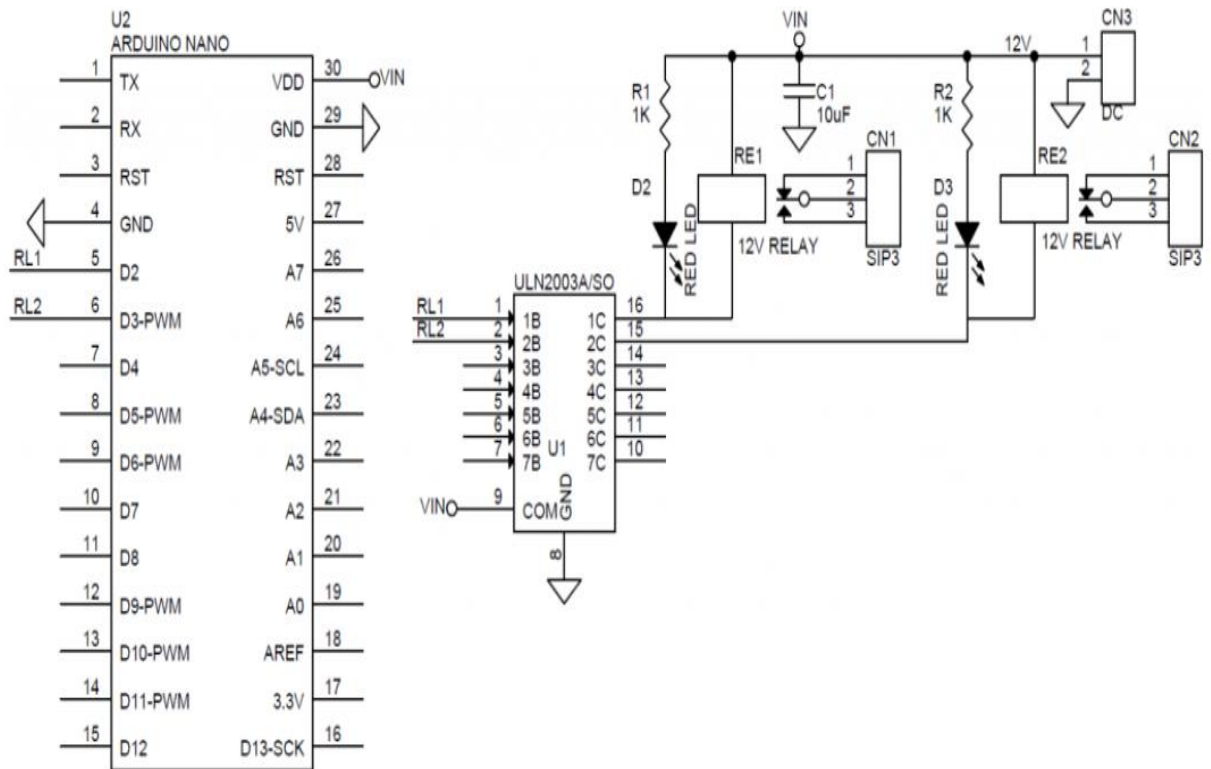 U2
ARDUINO NANO
1 TX VDD 30 VIN
2 RX GND 29
3 RST RST 28
4 GND 5V 27
RL1 5 D2 A7 26
RL2 6 D3-PWM A6 25
7 D4 A5-SCL 24
8 D5-PWM A4-SDA 23
9 D6-PWM A3 22
10 D7 A2 21
11 D8 A1 20
12 D9-PWM A0 19
13 D10-PWM AREF 18
14 D11-PWM 3.3V 17
15 D12 D13-SCK 16
VIN
12V
CN3
1
2
DC
R1
1K
C1
10uF
R2
1K
D2
RED LED
RE1
12V RELAY
CN1
1
2
3
SIP3
D3
RED LED
RE2
12V RELAY
CN2
1
2
3
SIP3
ULN2003A/SO
RL1 1 1B 1C 16
RL2 2 2B 2C 15
3 3B 3C 14
4 4B 4C 13
5 5B 5C 12
6 6B 6C 11
7 7B 7C 10
U1
VIN 9 COM
GND
8